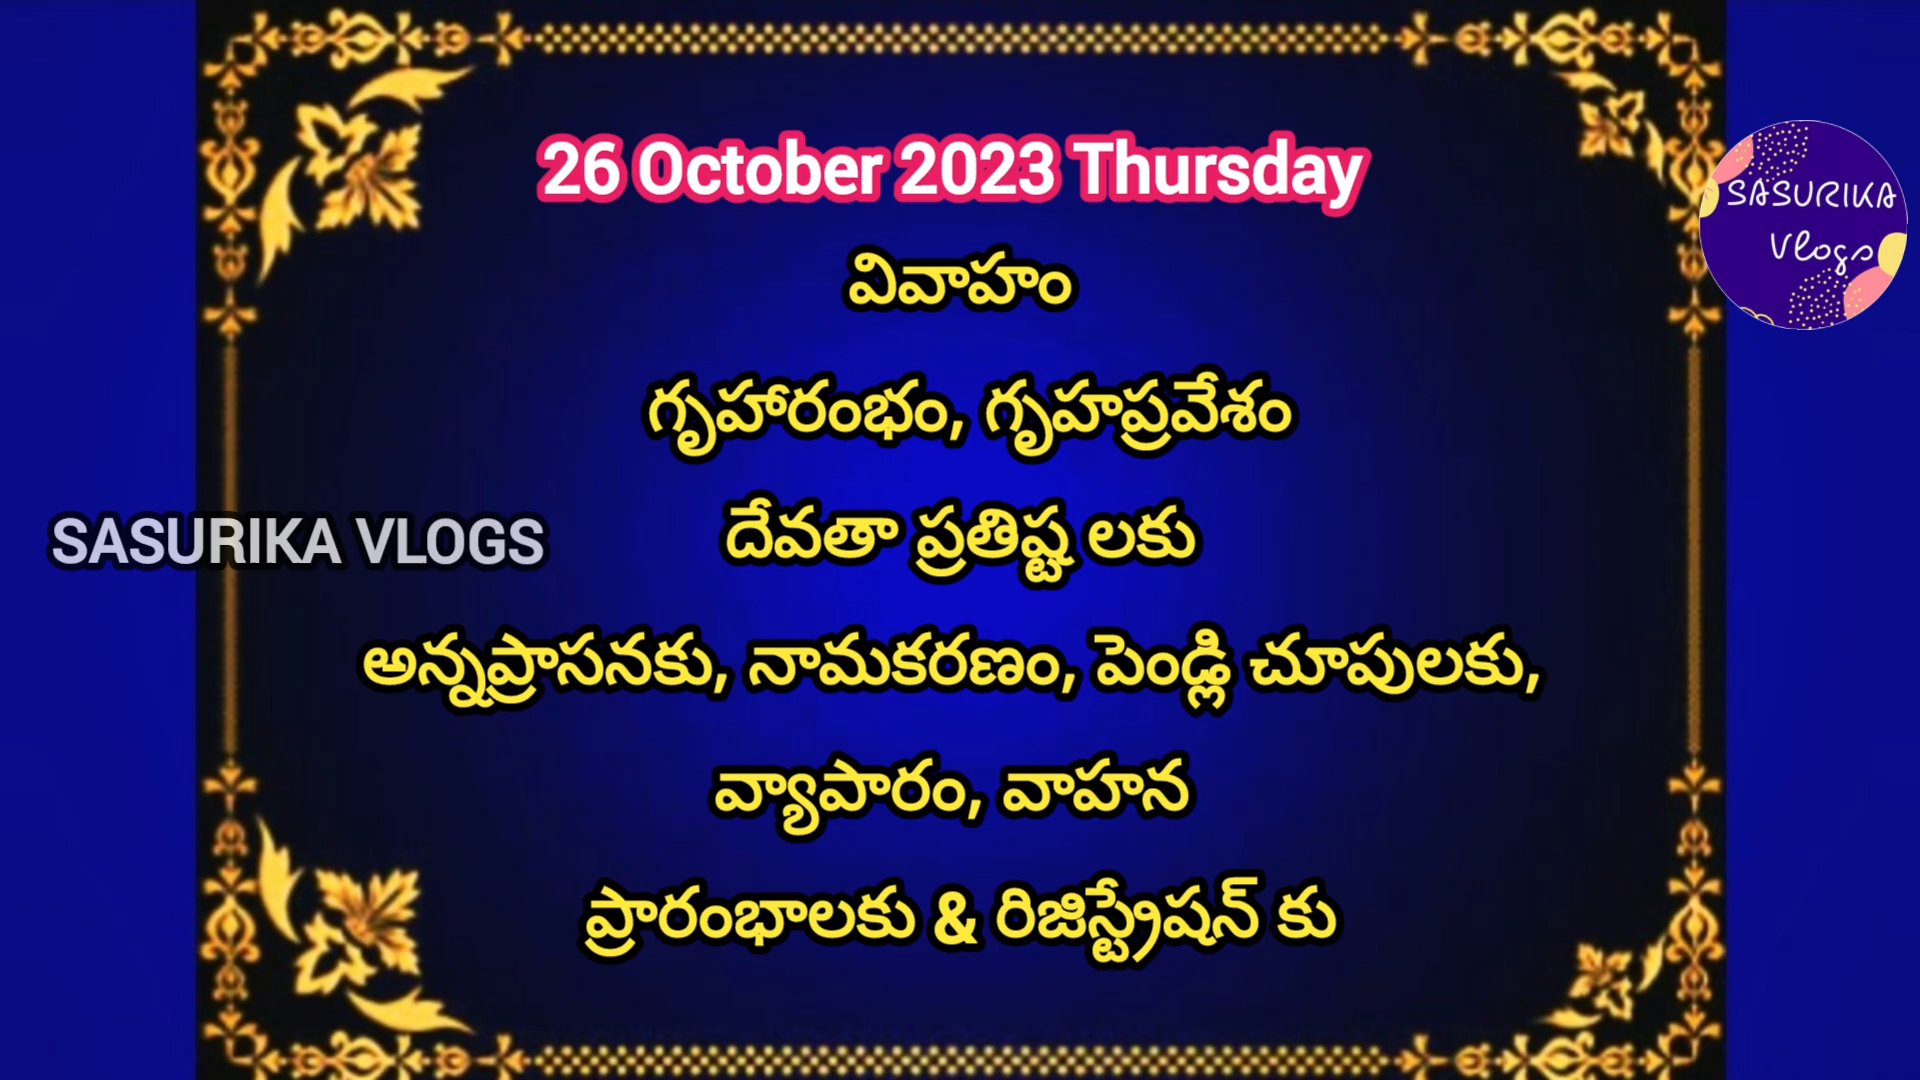 26 October 2023 Thursday
SASURIKA
Vlogs
వివాహం
గృహారంభం, గృహప్రవేశం
SASURIKA VLOGS
దేవతా ప్రతిష్ట లకు
అన్నప్రాసనకు, నామకరణం, పెండ్లి చూపులకు,
వ్యాపారం, వాహన
ప్రారంభాలకు & రిజిస్ట్రేషన్ కు